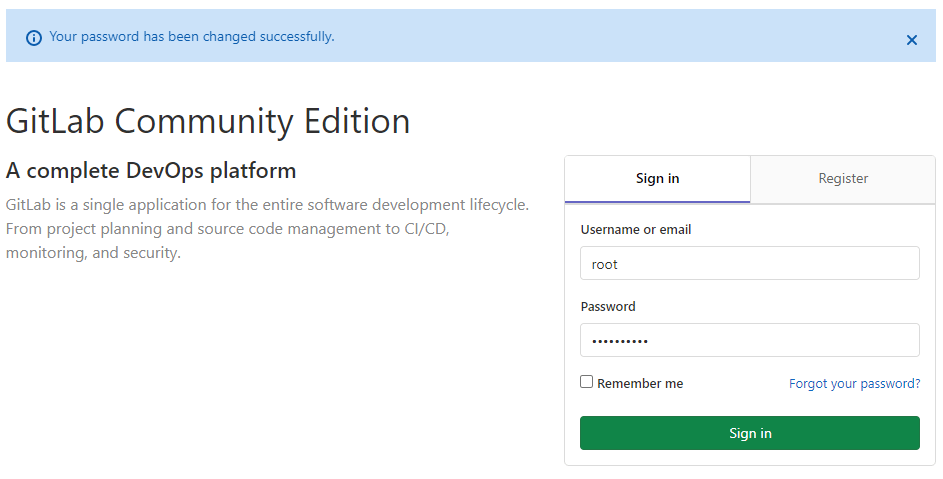 Your password has been changed successfully.
GitLab Community Edition
A complete DevOps platform
GitLab is a single application for the entire software development lifecycle.
From project planning and source code management to CI/CD,
monitoring, and security.
Sign in
Register
Username or email
root
Password
••••••••••
Remember me
Forgot your password?
Sign in